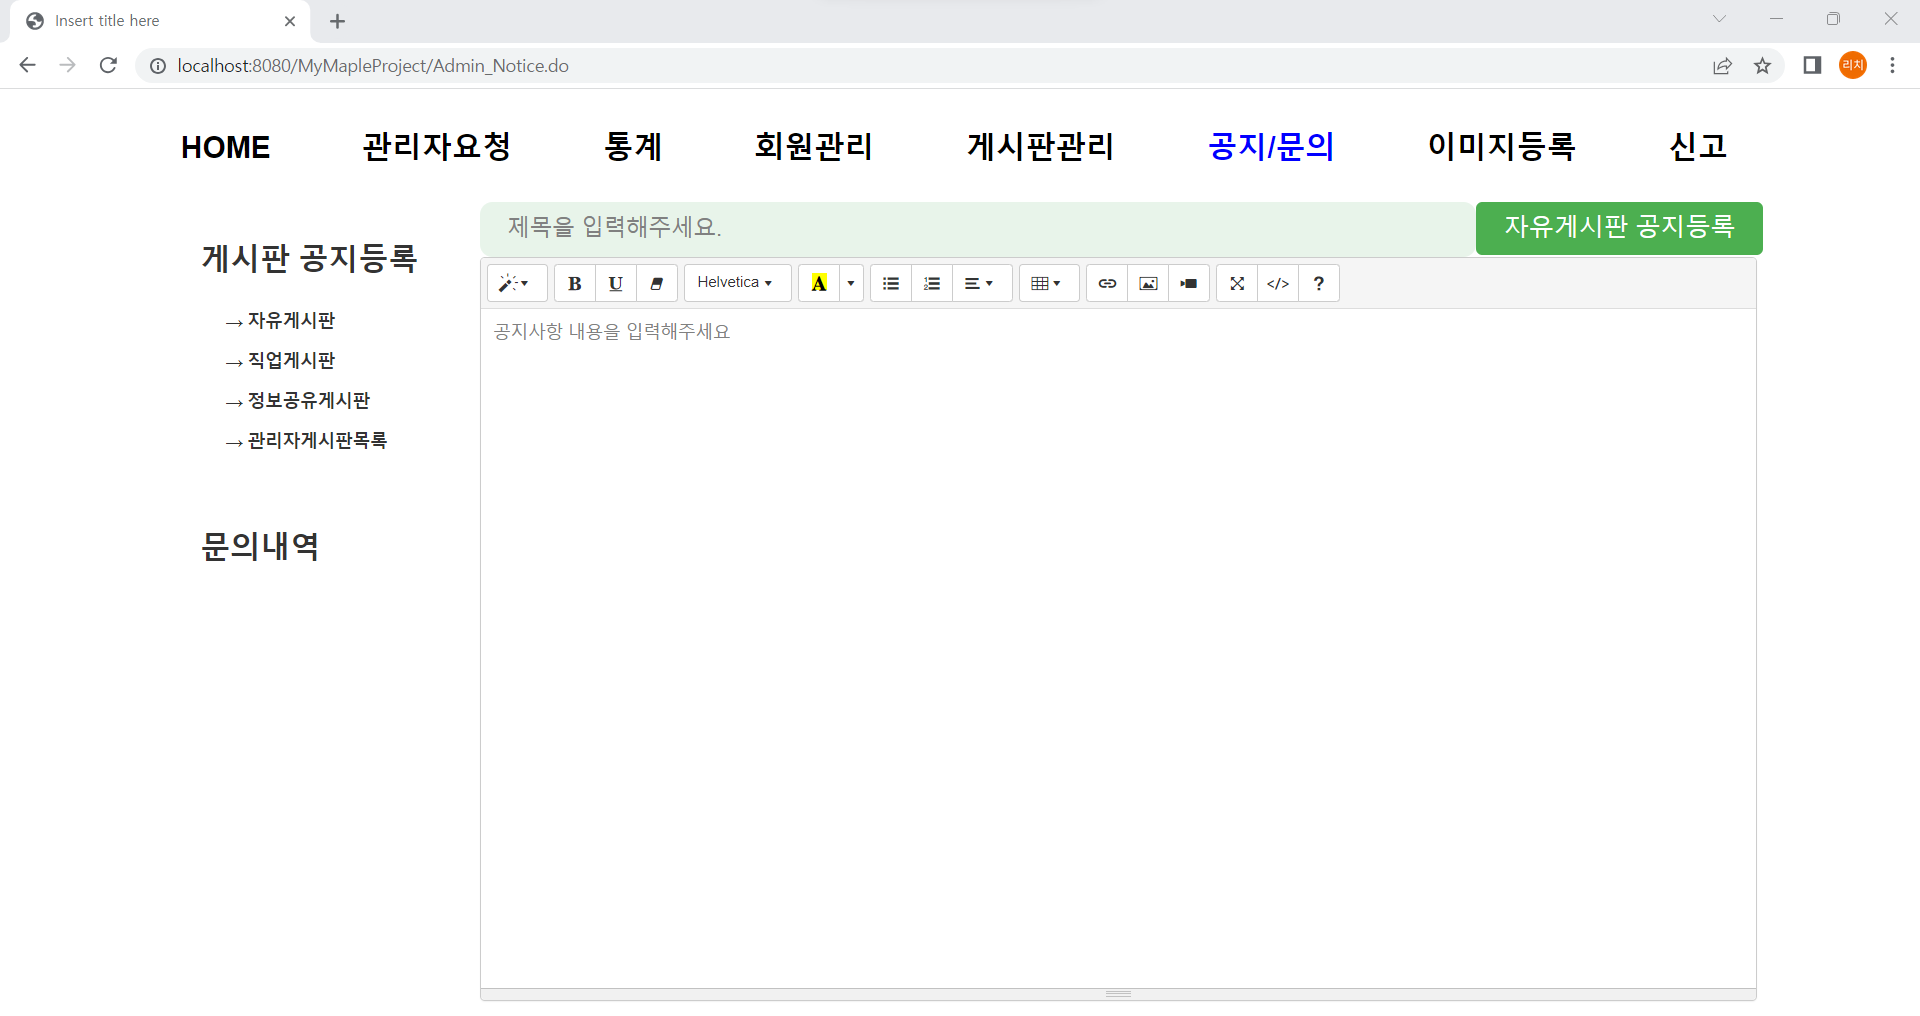 Insert title here
localhost:8080/MyMapleProject/Admin_Notice.do
리치
HOME 관리자요청 통계 회원관리 게시판관리 공지/문의 이미지등록 신고
제목을 입력해주세요. 자유게시판 공지등록
게시판 공지등록
B U Helvetica A </> ?
→ 자유게시판
공지사항 내용을 입력해주세요
→ 직업게시판
→ 정보공유게시판
→ 관리자게시판목록
문의내역